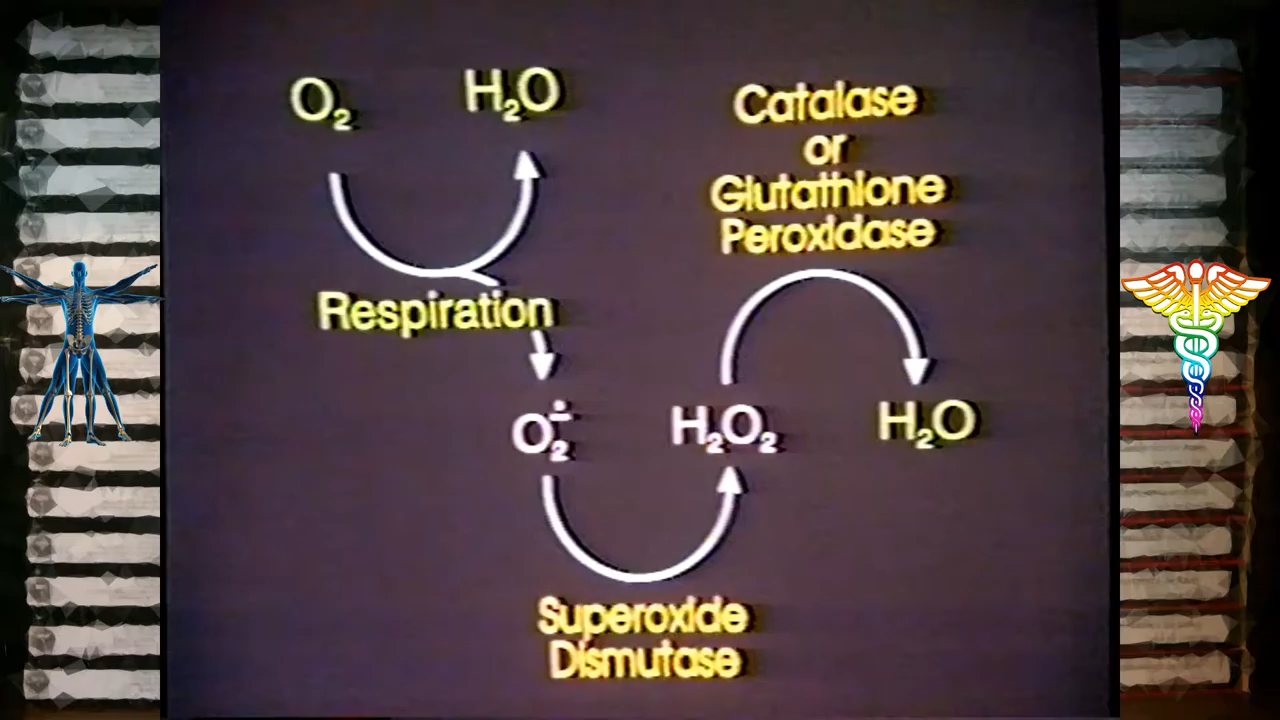 O₂
H₂O
Catalase
or
Glutathione
Peroxidase
Respiration
O₂∸
H₂O₂
H₂O
Superoxide
Dismutase